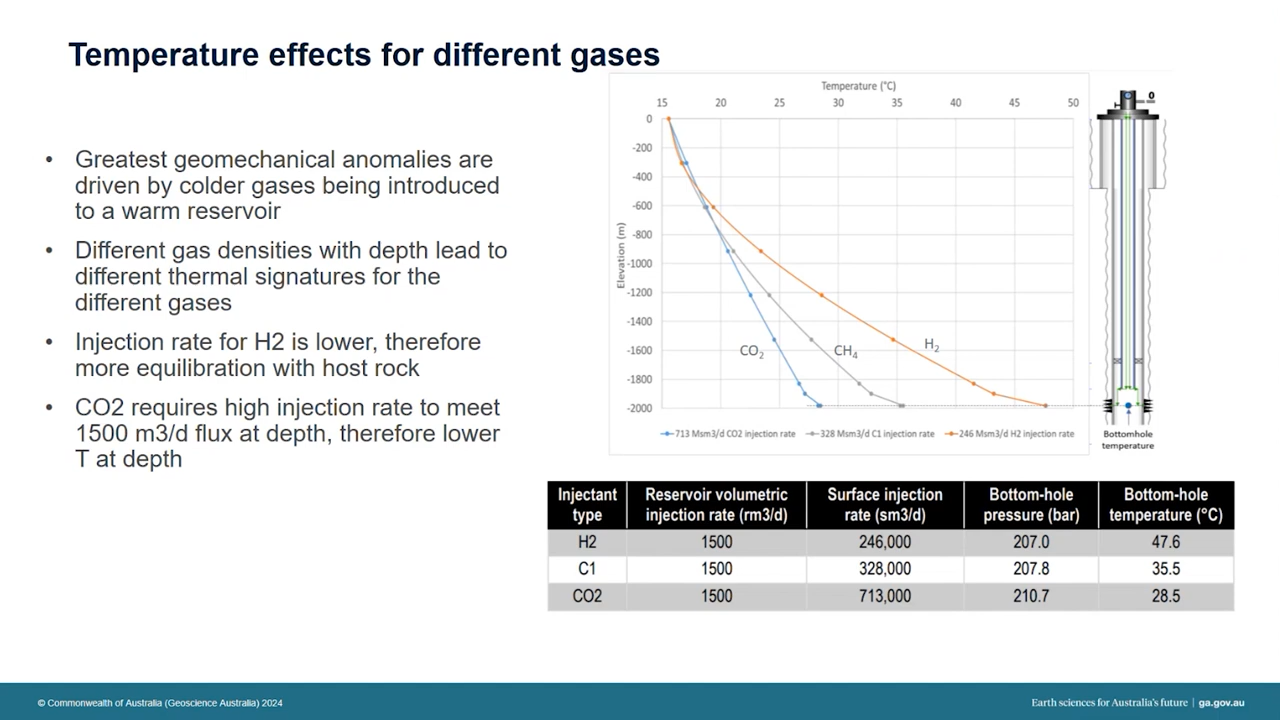 Temperature effects for different gases
• Greatest geomechanical anomalies are
driven by colder gases being introduced
to a warm reservoir
• Different gas densities with depth lead to
different thermal signatures for the
different gases
• Injection rate for H2 is lower, therefore
more equilibration with host rock
• CO2 requires high injection rate to meet
1500 m3/d flux at depth, therefore lower
T at depth
Temperature (°C)
15 20 25 30 35 40 45 50
0
-200
-400
-600
-800
-1000
-1200
-1400
-1600
-1800
-2000
Elevation (m)
CO₂ CH₄ H₂
713 Msm3/d CO2 injection rate 328 Msm3/d C1 injection rate 246 Msm3/d H2 injection rate
0
Bottomhole
temperature
Injectant type Reservoir volumetric injection rate (rm3/d) Surface injection rate (sm3/d) Bottom-hole pressure (bar) Bottom-hole temperature (°C)
H2 1500 246,000 207.0 47.6
C1 1500 328,000 207.8 35.5
CO2 1500 713,000 210.7 28.5
© Commonwealth of Australia (Geoscience Australia) 2024
Earth sciences for Australia's future | ga.gov.au